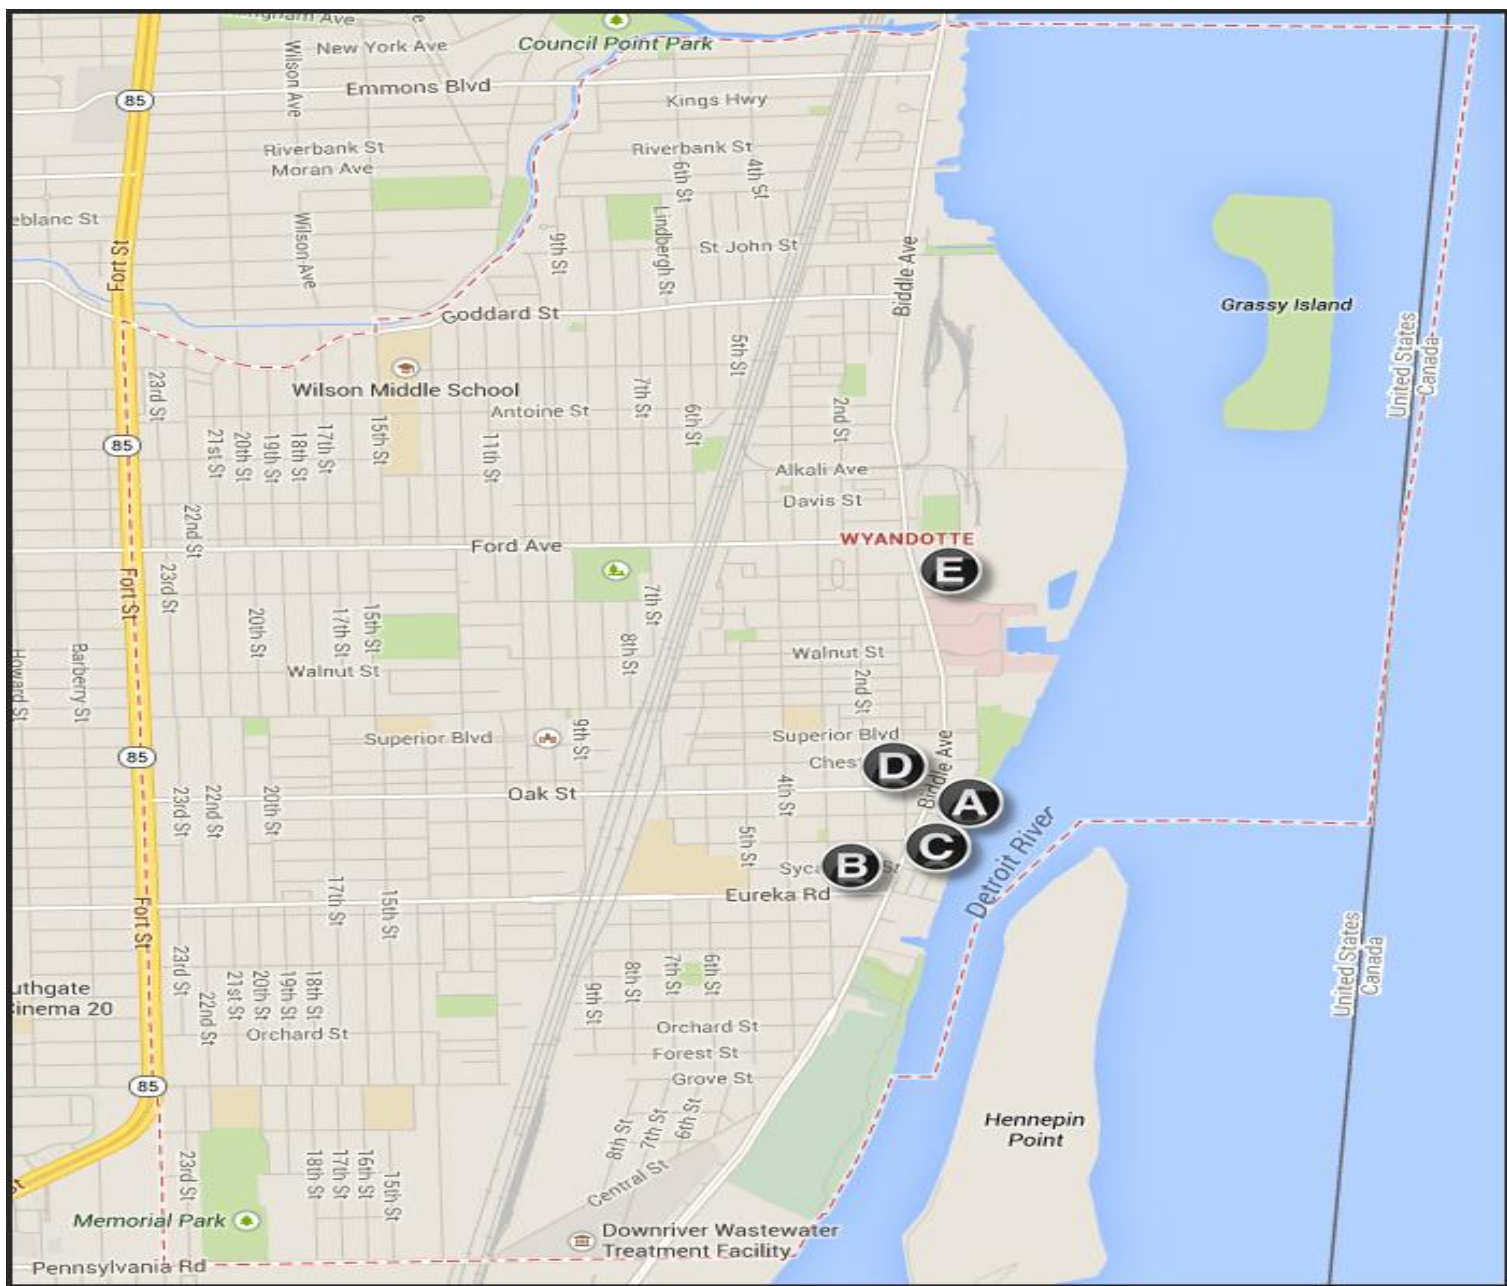 New York Ave
Council Point Park
Wilson Ave
Emmons Blvd
85
Kings Hwy
Riverbank St
Moran Ave
Riverbank St
6th St
4th St
eblanc St
Wilson Ave
Lindbergh St
9th St
St John St
Fort St
Biddle Ave
Goddard St
Grassy Island
United States
Canada
5th St
Wilson Middle School
23rd St
Antoine St
7th St
6th St
2nd St
85
21st St
20th St
19th St
18th St
17th St
15th St
11th St
Alkali Ave
Davis St
22nd St
Ford Ave
WYANDOTTE
E
23rd St
Fort St
7th St
20th St
17th St
15th St
8th St
Howard St
Barberry St
Walnut St
Walnut St
2nd St
Superior Blvd
9th St
Superior Blvd
85
Ches
D
Biddle Ave
A
Oak St
4th St
23rd St
22nd St
20th St
5th St
C
Detroit River
B
Syc
Eureka Rd
17th St
15th St
Fort St
United States
Canada
23rd St
22nd St
21st St
20th St
19th St
18th St
9th St
8th St
7th St
6th St
uthgate
inema 20
Orchard St
Orchard St
Forest St
Grove St
85
Hennepin
Point
8th St
7th St
6th St
Central St
23rd St
18th St
17th St
16th St
15th St
Memorial Park
Downriver Wastewater
Treatment Facility
Pennsylvania Rd